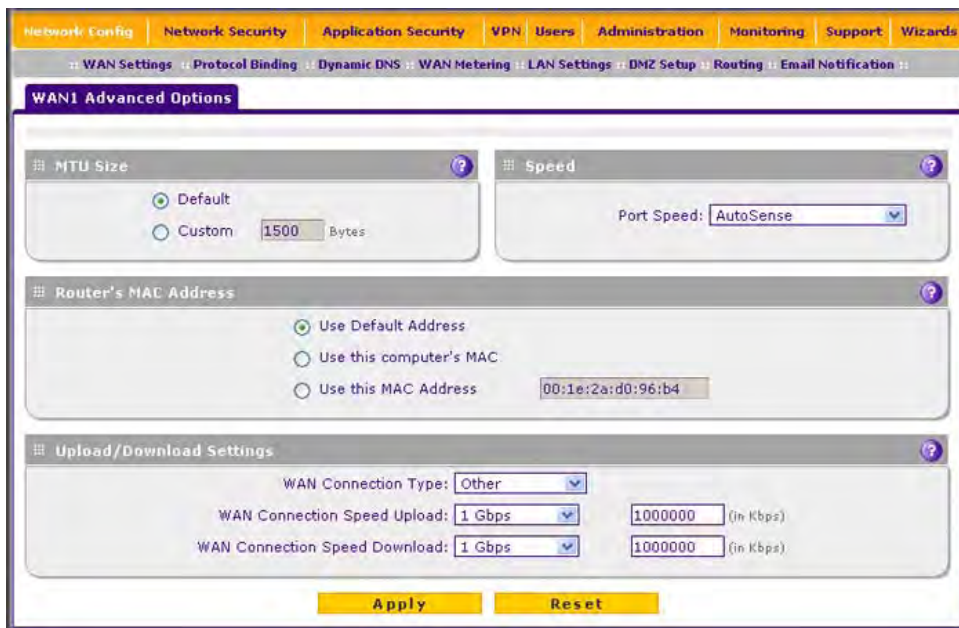 Network Config Network Security Application Security VPN Users Administration Monitoring Support Wizards
:: WAN Settings :: Protocol Binding :: Dynamic DNS :: WAN Metering :: LAN Settings :: DMZ Setup :: Routing :: Email Notification ::
WAN1 Advanced Options
MTU Size
Default
Custom 1500 Bytes
Speed
Port Speed: AutoSense
Router's MAC Address
Use Default Address
Use this computer's MAC
Use this MAC Address 00:1e:2a:d0:96:b4
Upload/Download Settings
WAN Connection Type: Other
WAN Connection Speed Upload: 1 Gbps 1000000 (in Kbps)
WAN Connection Speed Download: 1 Gbps 1000000 (in Kbps)
Apply Reset